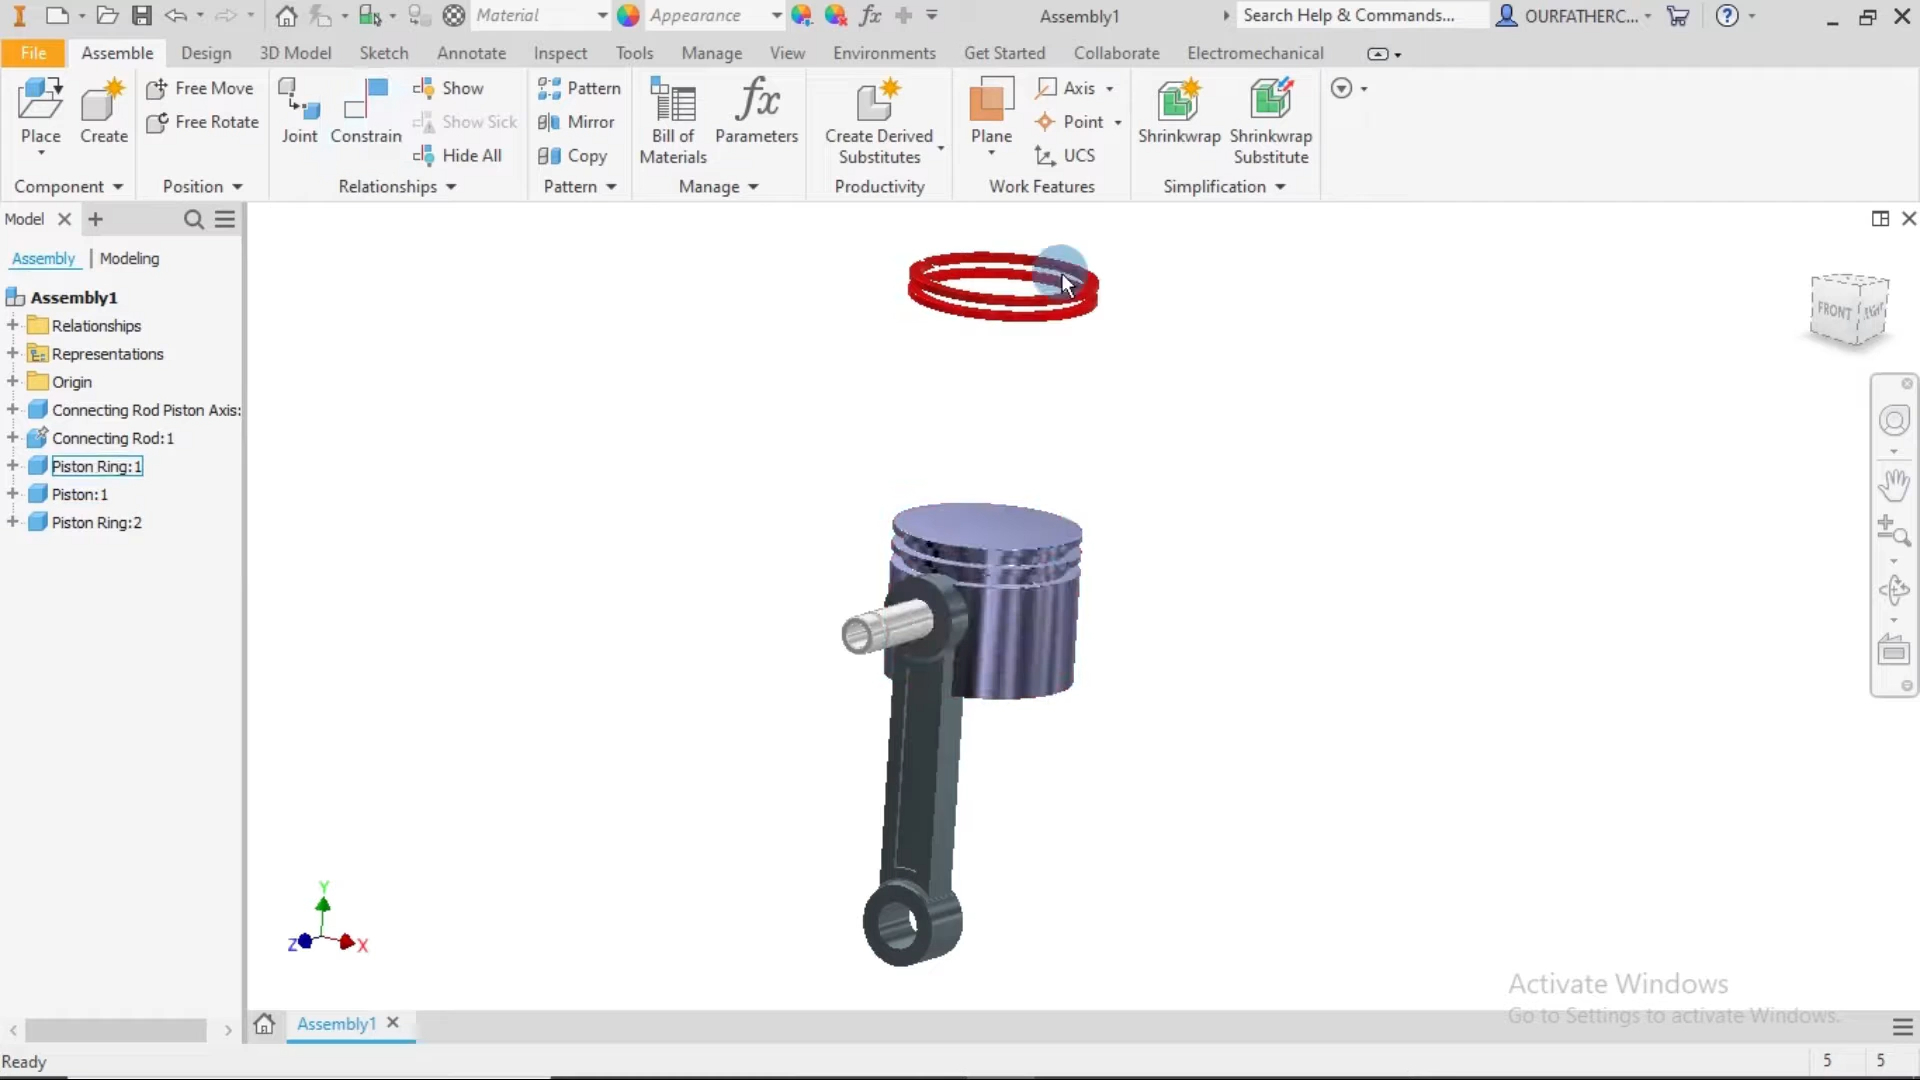 Material
Appearance
fx
Assembly1
Search Help & Commands...
OURFATHERC...
File
Assemble
Design
3D Model
Sketch
Annotate
Inspect
Tools
Manage
View
Environments
Get Started
Collaborate
Electromechanical
Place
Create
Free Move
Free Rotate
Joint
Constrain
Show
Show Sick
Hide All
Pattern
Mirror
Copy
Bill of
Materials
fx
Parameters
Create Derived
Substitutes
Plane
Axis
Point
UCS
Shrinkwrap
Shrinkwrap
Substitute
Component
Position
Relationships
Pattern
Manage
Productivity
Work Features
Simplification
Model
Assembly
Modeling
Assembly1
Relationships
Representations
Origin
Connecting Rod Piston Axis:
Connecting Rod:1
Piston Ring:1
Piston:1
Piston Ring:2
FRONT
RIGHT
Y
Z
X
Activate Windows
Go to Settings to activate Windows.
Assembly1
Ready
5
5